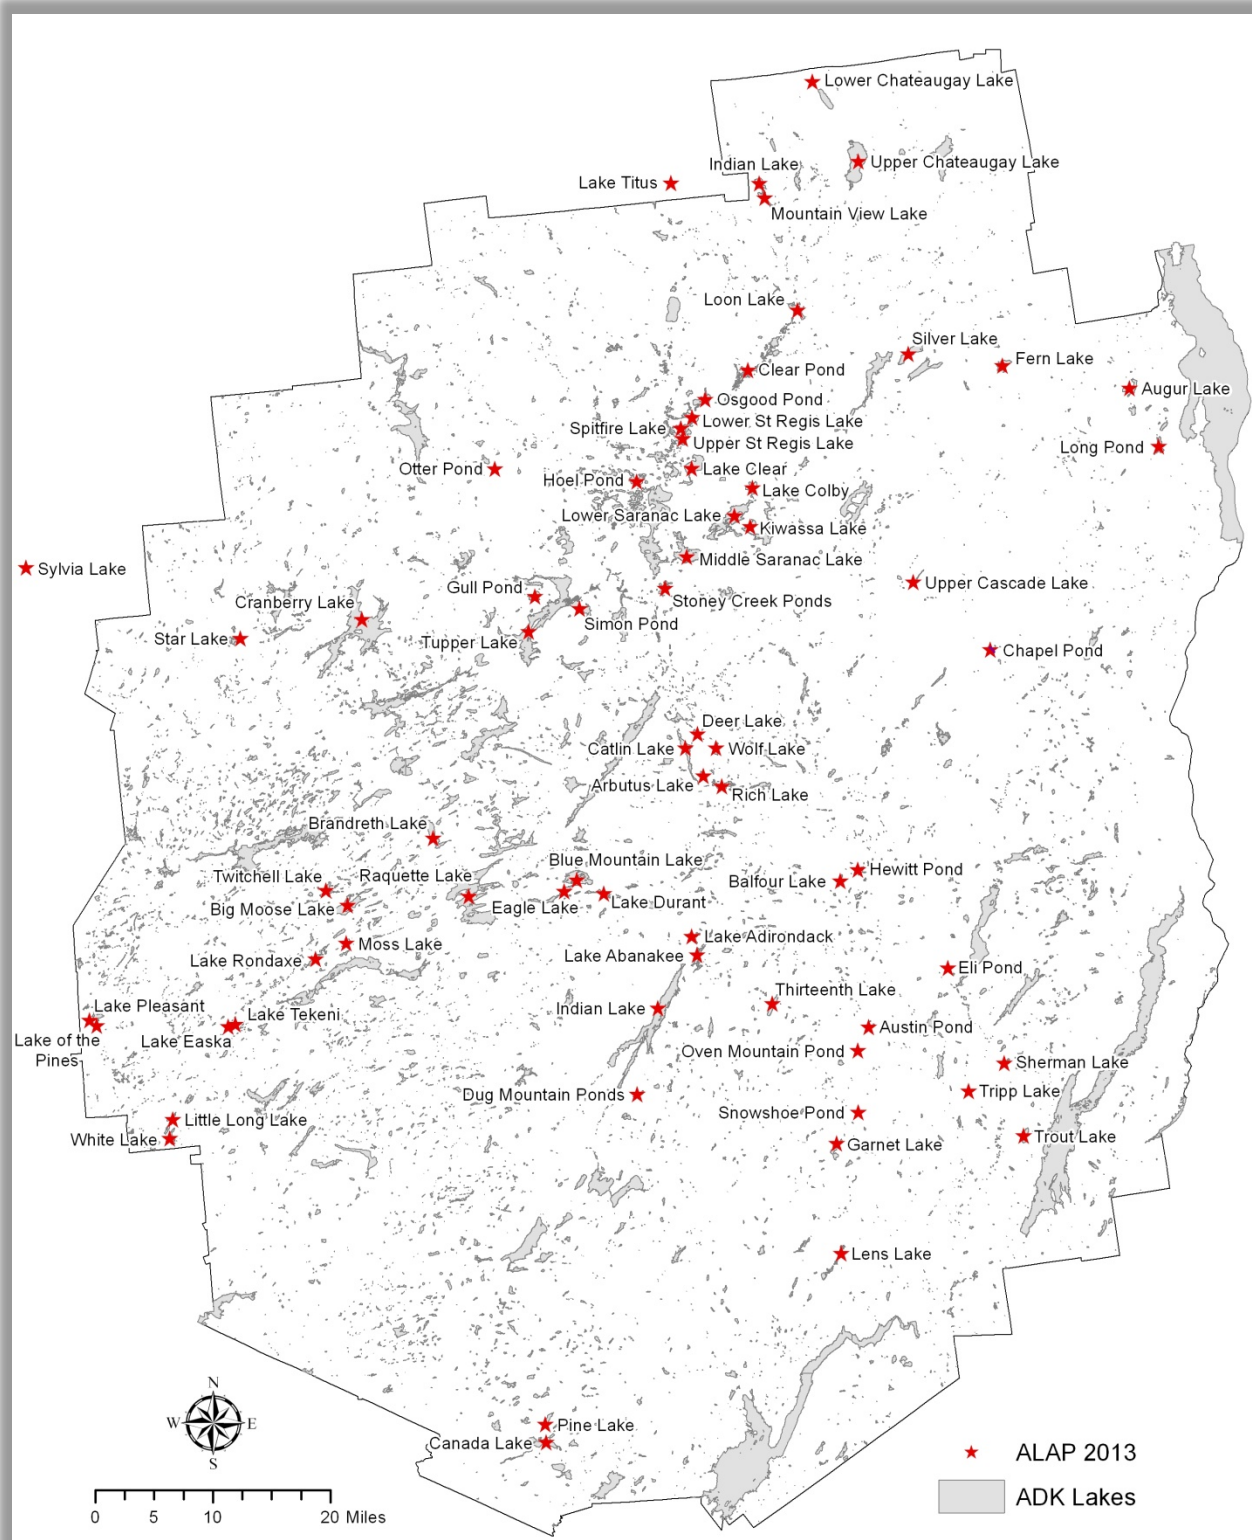 Lower Chateaugay Lake
Upper Chateaugay Lake
Indian Lake
Lake Titus
Mountain View Lake
Loon Lake
Silver Lake
Fern Lake
Clear Pond
Augur Lake
Osgood Pond
Lower St Regis Lake
Spitfire Lake
Upper St Regis Lake
Long Pond
Otter Pond
Lake Clear
Hoel Pond
Lake Colby
Lower Saranac Lake
Kiwassa Lake
Middle Saranac Lake
Sylvia Lake
Upper Cascade Lake
Gull Pond
Stoney Creek Ponds
Cranberry Lake
Simon Pond
Star Lake
Tupper Lake
Chapel Pond
Deer Lake
Catlin Lake
Wolf Lake
Arbutus Lake
Rich Lake
Brandreth Lake
Blue Mountain Lake
Hewitt Pond
Twitchell Lake
Raquette Lake
Balfour Lake
Big Moose Lake
Eagle Lake
Lake Durant
Lake Adirondack
Moss Lake
Lake Abanakee
Lake Rondaxe
Eli Pond
Thirteenth Lake
Lake Pleasant
Indian Lake
Lake Tekeni
Austin Pond
Lake of the
Pines
Lake Easka
Oven Mountain Pond
Sherman Lake
Dug Mountain Ponds
Tripp Lake
Snowshoe Pond
Little Long Lake
Trout Lake
White Lake
Garnet Lake
Lens Lake
Pine Lake
Canada Lake
N
W E
S
0 5 10 20 Miles
ALAP 2013
ADK Lakes